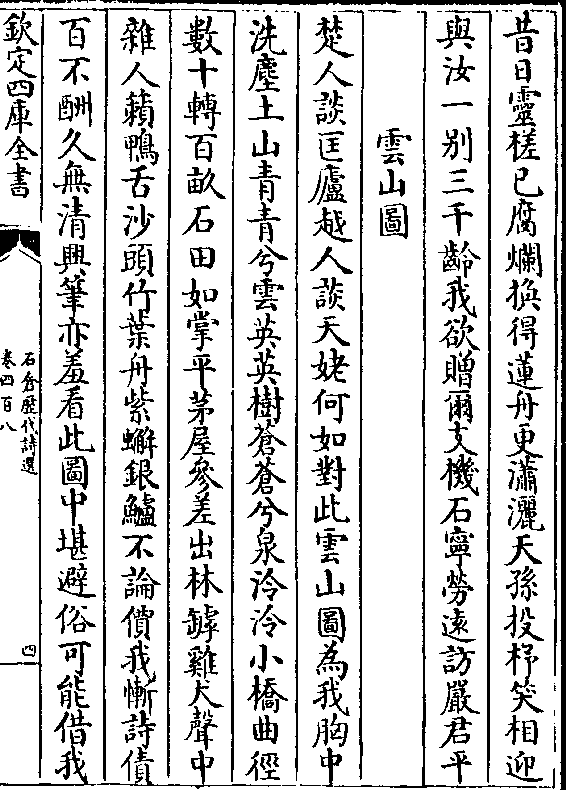 昔日靈槎已腐爛換得蓮舟更瀟灑天孫投杼笑相迎
與汝一别三千齡我欲贈爾支機石寧勞遠訪嚴君平
雲山圖
楚人談匡廬越人談天姥何如對此雲山圖為我胸中
洗塵土山青青兮雲英英樹蒼蒼兮泉泠泠小橋曲徑
數十轉百畝石田如掌平茅屋參差出林罅雞犬聲中
雜人蘋鴨舌沙頭竹葉舟紫蠏銀鱸不論價我慚詩債
百不酬久無清興筆亦羞看此圖中堪避俗可能借我
欽定四庫全書
石倉歷代詩選
卷四百八
四